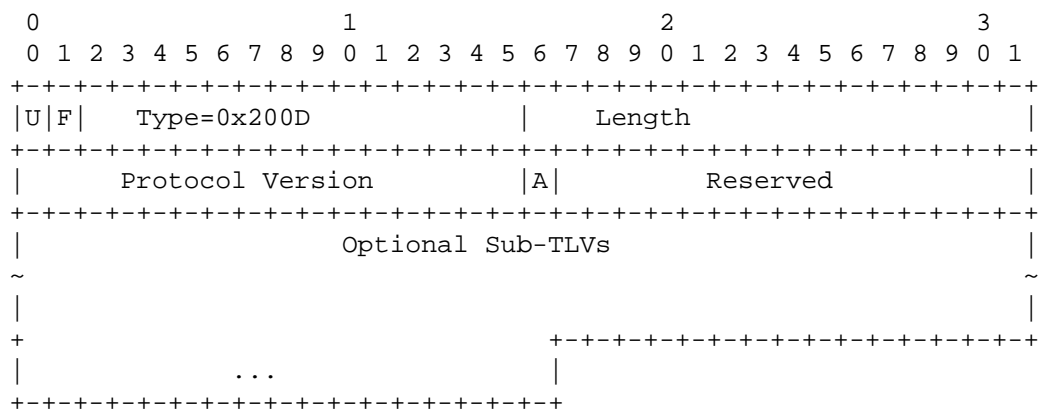 0                   1                   2                   3
 0 1 2 3 4 5 6 7 8 9 0 1 2 3 4 5 6 7 8 9 0 1 2 3 4 5 6 7 8 9 0 1
+-+-+-+-+-+-+-+-+-+-+-+-+-+-+-+-+-+-+-+-+-+-+-+-+-+-+-+-+-+-+-+-+
|U|F|   Type=0x200D             |    Length                     |
+-+-+-+-+-+-+-+-+-+-+-+-+-+-+-+-+-+-+-+-+-+-+-+-+-+-+-+-+-+-+-+-+
|      Protocol Version         |A|         Reserved            |
+-+-+-+-+-+-+-+-+-+-+-+-+-+-+-+-+-+-+-+-+-+-+-+-+-+-+-+-+-+-+-+-+
|                    Optional Sub-TLVs                          |
~                                                               ~
|                                                               |
+                                 +-+-+-+-+-+-+-+-+-+-+-+-+-+-+-+
|             ...                 |
+-+-+-+-+-+-+-+-+-+-+-+-+-+-+-+-+-+